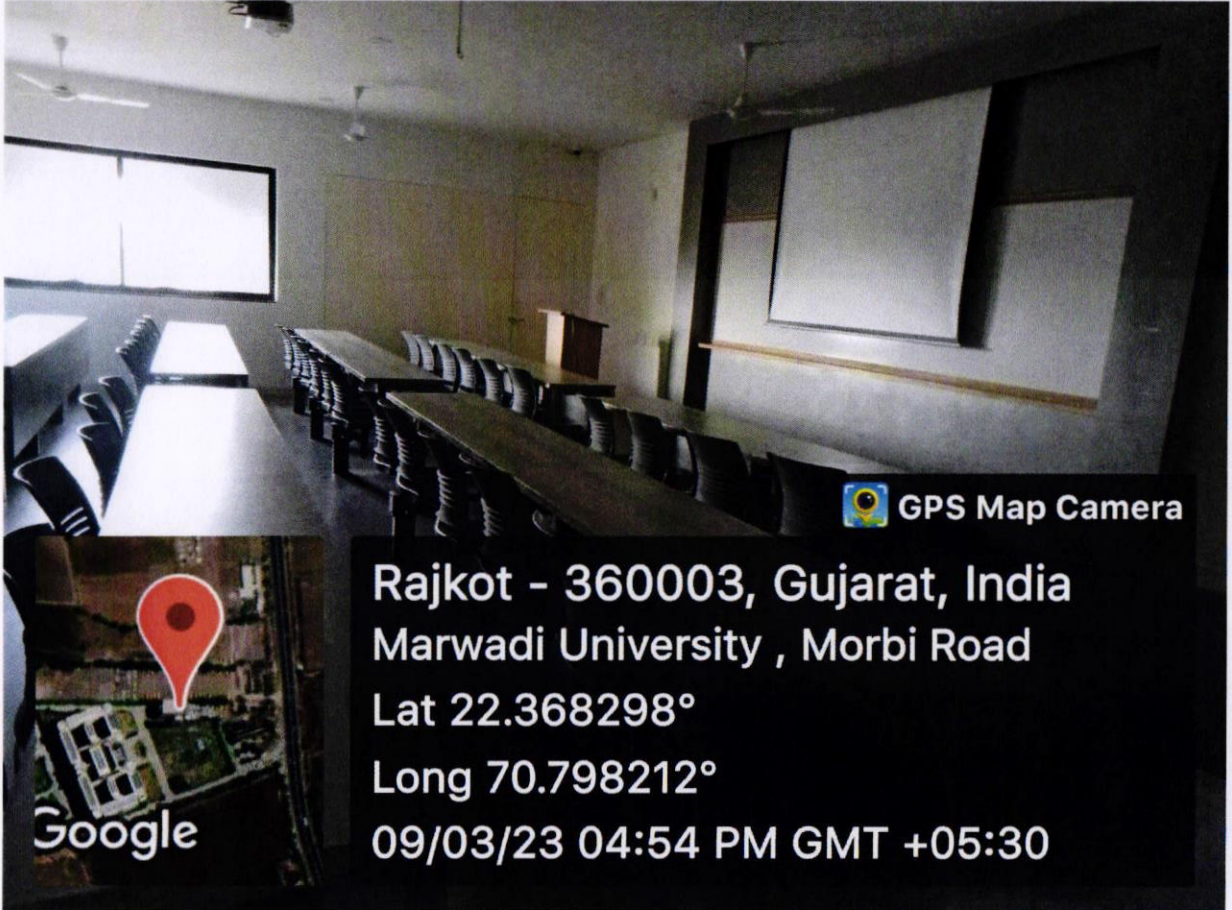 GPS Map Camera
Rajkot - 360003, Gujarat, India
Marwadi University , Morbi Road
Lat 22.368298°
Long 70.798212°
09/03/23 04:54 PM GMT +05:30
Google